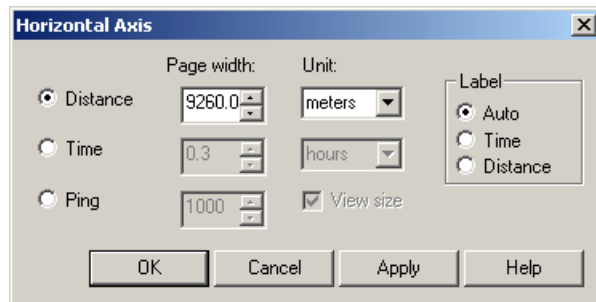 Horizontal Axis
Page width: Unit:
Distance 9260.0 meters
Time 0.3 hours
Ping 1000 View size
Label
Auto
Time
Distance
OK Cancel Apply Help